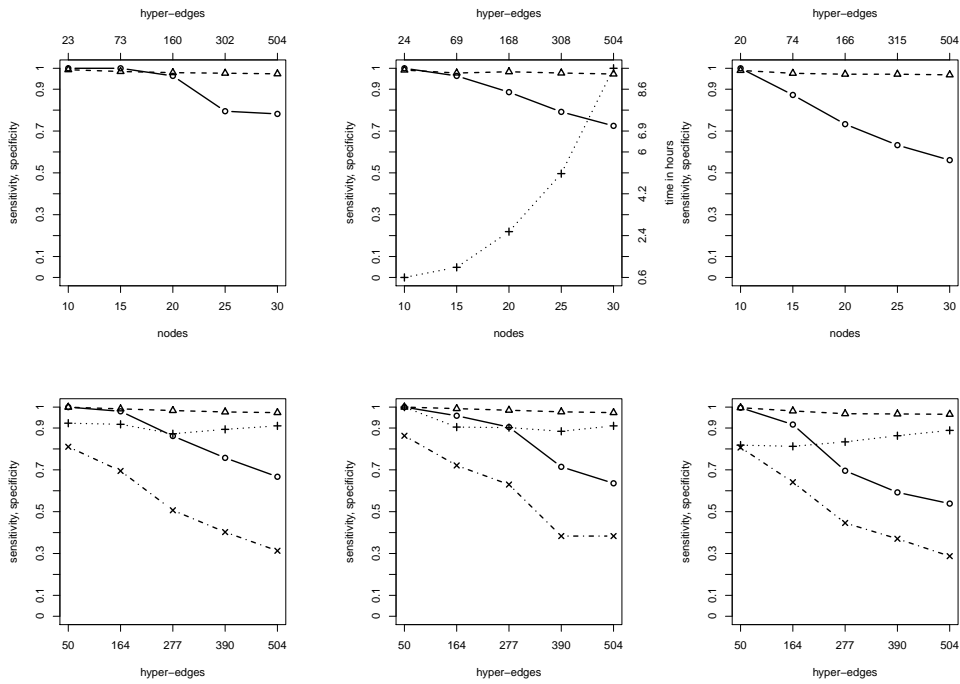 hyper−edges
23 73 160 302 504
sensitivity, specificity
0 0.1 0.3 0.5 0.7 0.9 1
10 15 20 25 30
nodes
hyper−edges
24 69 168 308 504
sensitivity, specificity
0 0.1 0.3 0.5 0.7 0.9 1
0.6 2.4 4.2 6 6.9 8.6
time in hours
10 15 20 25 30
nodes
hyper−edges
20 74 166 315 504
sensitivity, specificity
0 0.1 0.3 0.5 0.7 0.9 1
10 15 20 25 30
nodes
sensitivity, specificity
0 0.1 0.3 0.5 0.7 0.9 1
50 164 277 390 504
hyper−edges
sensitivity, specificity
0 0.1 0.3 0.5 0.7 0.9 1
50 164 277 390 504
hyper−edges
sensitivity, specificity
0 0.1 0.3 0.5 0.7 0.9 1
50 164 277 390 504
hyper−edges